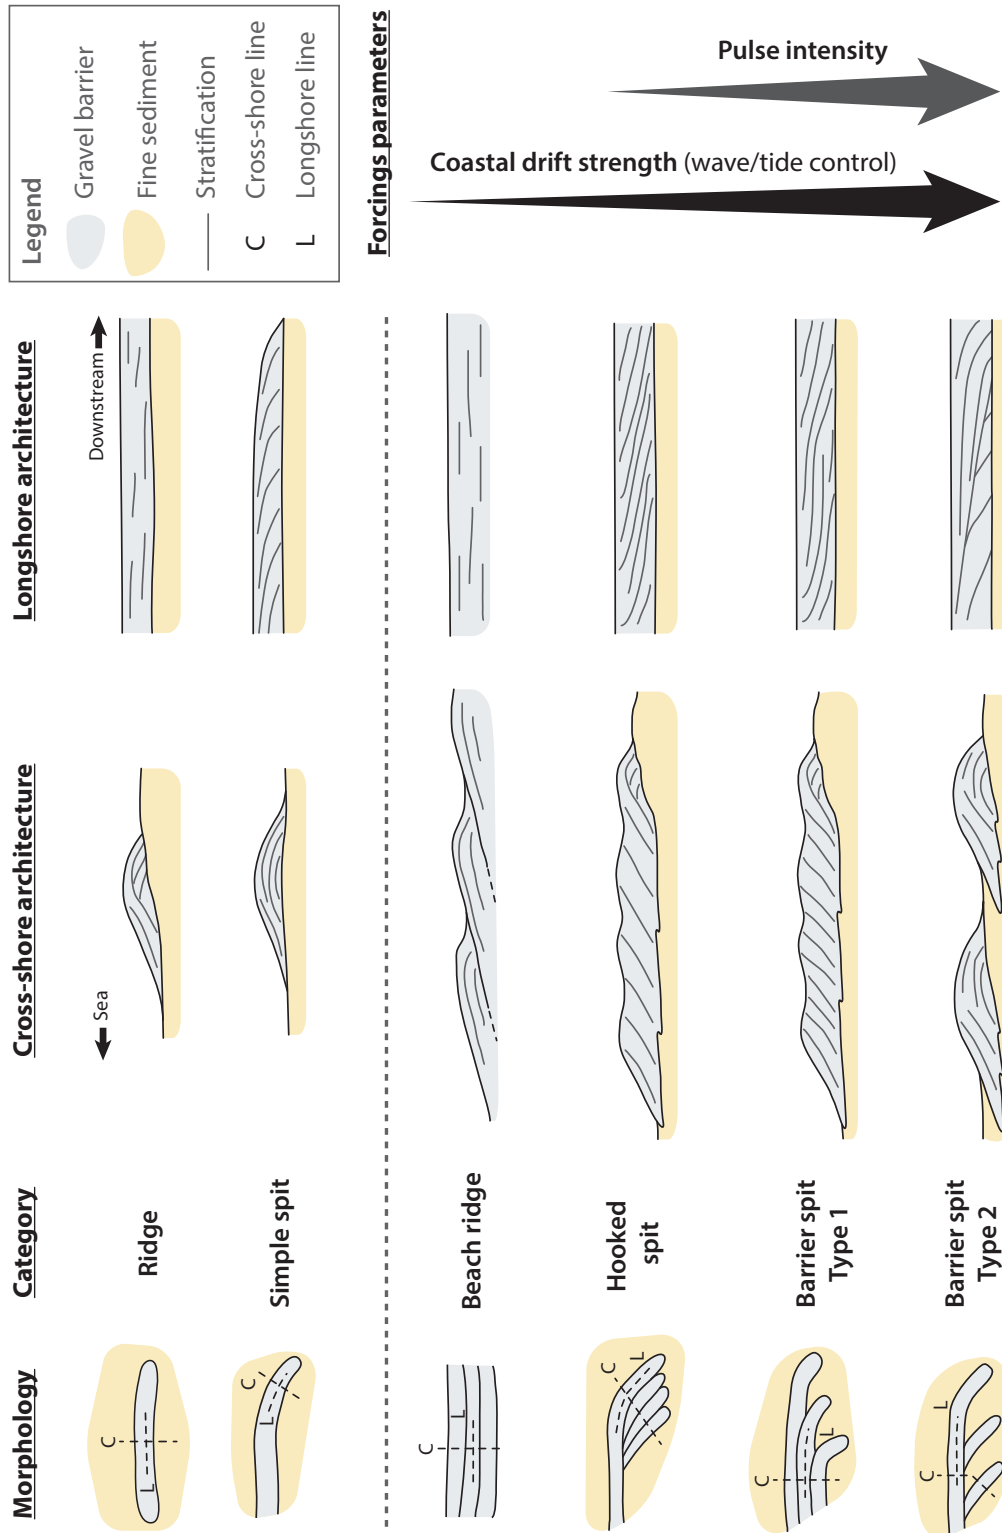 Morphology
Category
Cross-shore architecture
Longshore architecture
Legend
Gravel barrier
Fine sediment
Stratification
C Cross-shore line
L Longshore line
C
L
Ridge
Sea
Downstream
C
L
Simple spit
Forcings parameters
Coastal drift strength (wave/tide control)
Pulse intensity
C
L
Beach ridge
C
L
Hooked
spit
C
L
Barrier spit
Type 1
C
L
Barrier spit
Type 2